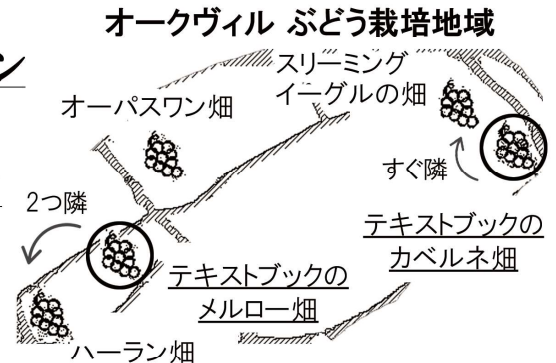 オークヴィル ぶどう栽培地域
ン
スリーミング
イーグルの畑
オーパスワン畑
すぐ隣
2つ隣
テキストブックの
カベルネ畑
テキストブックの
メルロー畑
ハーラン畑